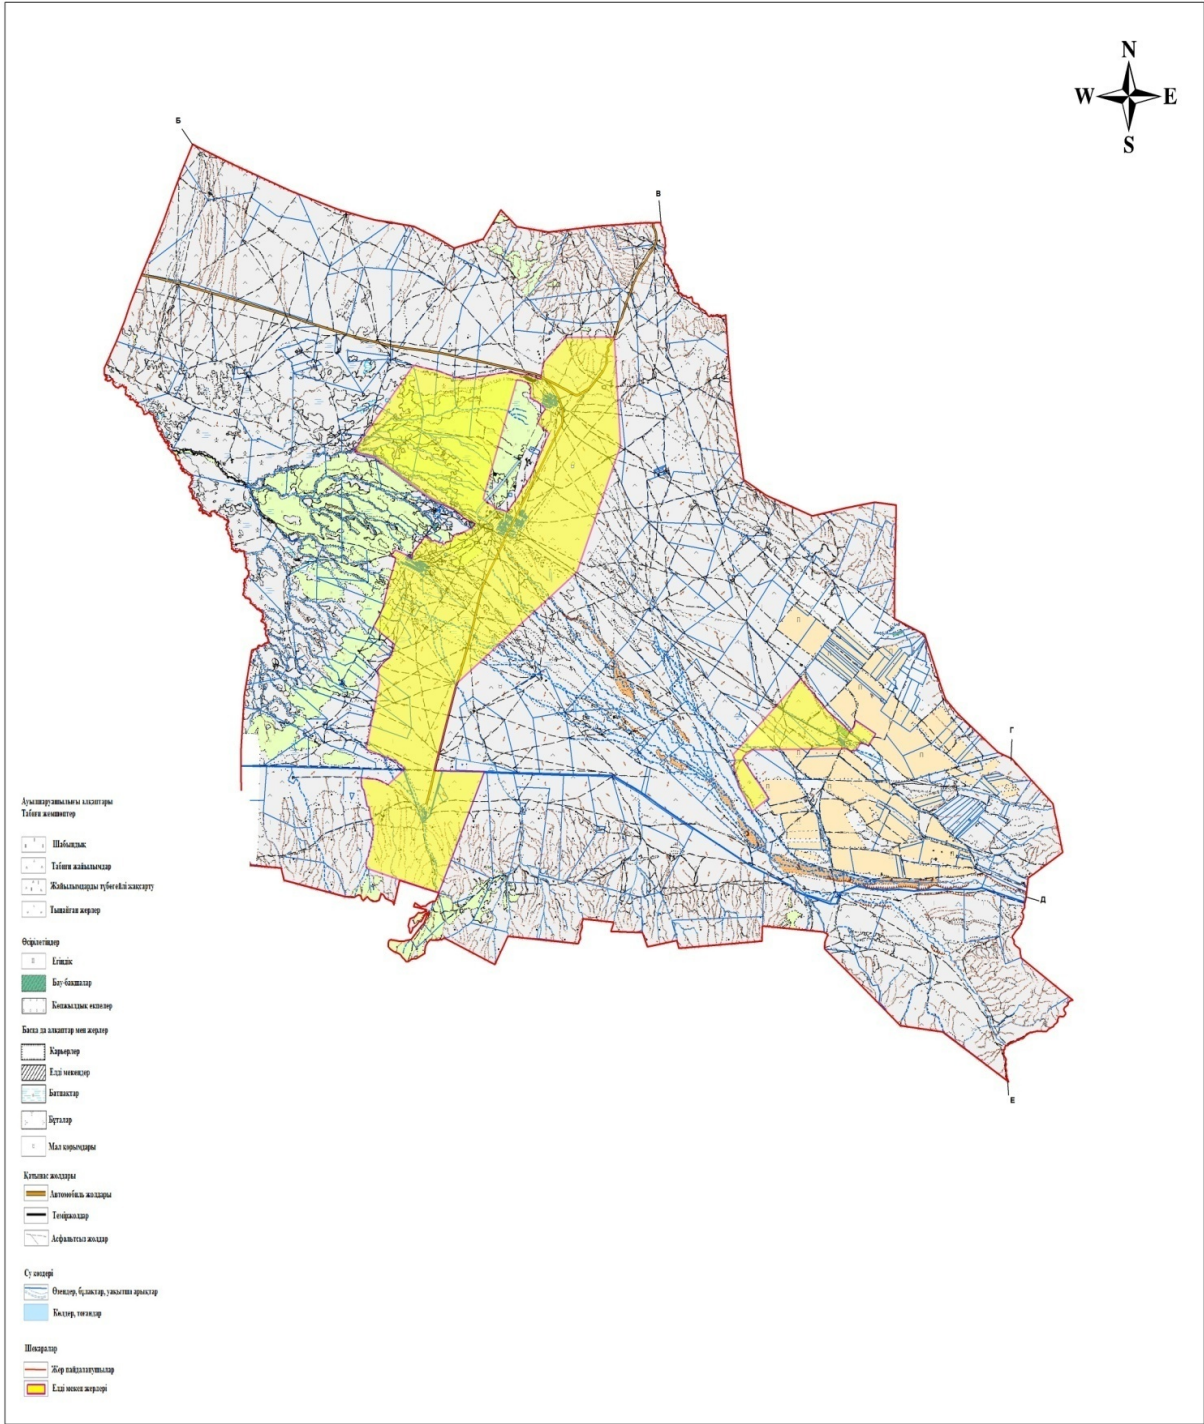 N
W E
S
Б
В
Г
Д
Е
Ауылшаруашылығы алқаптары
Табиғи жемшөптер
Шабындық
Табиғи жайылымдар
Жайылымдарды түбегейлі жақсарту
Тыңайған жерлер
Өсірілетіндер
Егіндік
Бау-бақшалар
Көпжылдық екпелер
Басқа да алқаптар мен жерлер
Карьерлер
Елді мекендер
Батпақтар
Бұталар
Мал қорымдары
Қатынас жолдары
Автомобиль жолдары
Теміржолдар
Асфальтсыз жолдар
Су көздері
Өзендер, бұлақтар, уақытша арықтар
Көлдер, тоғандар
Шекаралар
Жер пайдаланушылар
Елді мекен жерлері